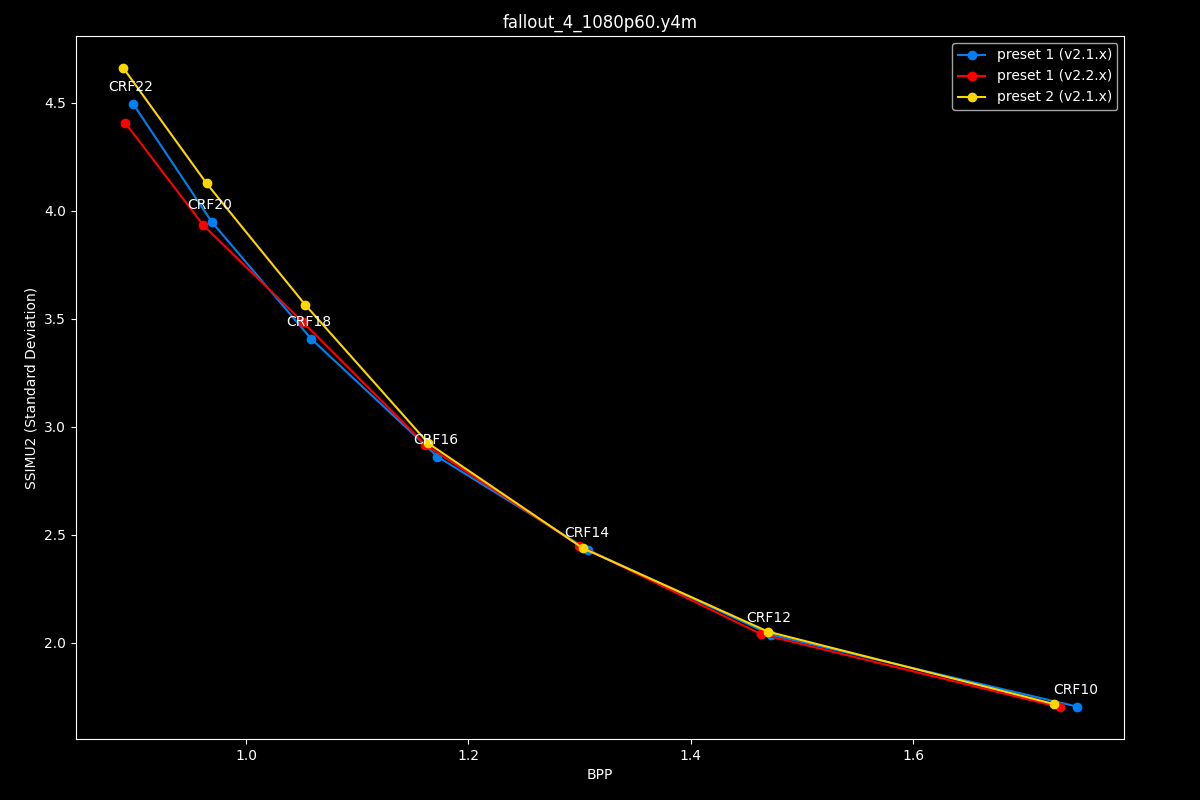 fallout_4_1080p60.y4m
preset 1 (v2.1.x)
preset 1 (v2.2.x)
preset 2 (v2.1.x)
CRF22
CRF20
CRF18
CRF16
CRF14
CRF12
CRF10
4.5
4.0
3.5
3.0
2.5
2.0
SSIMU2 (Standard Deviation)
1.0
1.2
1.4
1.6
BPP